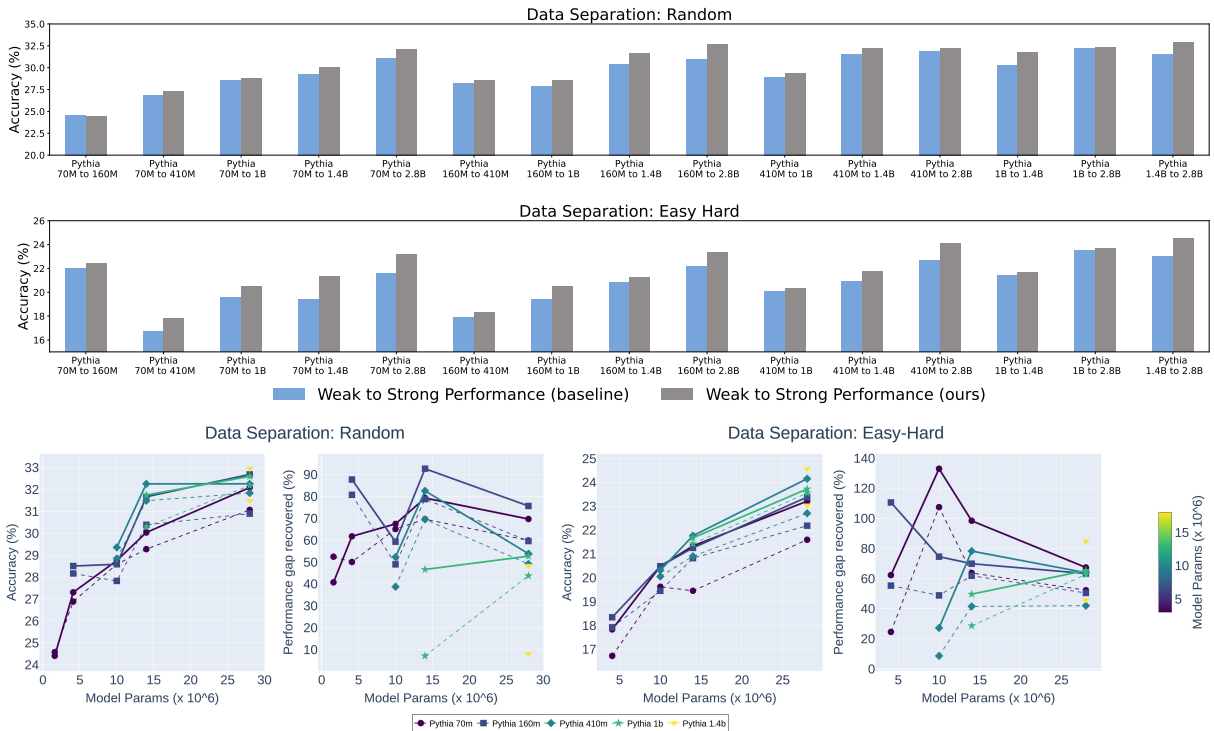 Data Separation: Random
Accuracy (%)
35.0
32.5
30.0
27.5
25.0
22.5
20.0
Pythia 70M to 160M
Pythia 70M to 410M
Pythia 70M to 1B
Pythia 70M to 1.4B
Pythia 70M to 2.8B
Pythia 160M to 410M
Pythia 160M to 1B
Pythia 160M to 1.4B
Pythia 160M to 2.8B
Pythia 410M to 1B
Pythia 410M to 1.4B
Pythia 410M to 2.8B
Pythia 1B to 1.4B
Pythia 1B to 2.8B
Pythia 1.4B to 2.8B
Data Separation: Easy Hard
Accuracy (%)
26
24
22
20
18
16
Pythia 70M to 160M
Pythia 70M to 410M
Pythia 70M to 1B
Pythia 70M to 1.4B
Pythia 70M to 2.8B
Pythia 160M to 410M
Pythia 160M to 1B
Pythia 160M to 1.4B
Pythia 160M to 2.8B
Pythia 410M to 1B
Pythia 410M to 1.4B
Pythia 410M to 2.8B
Pythia 1B to 1.4B
Pythia 1B to 2.8B
Pythia 1.4B to 2.8B
Weak to Strong Performance (baseline)
Weak to Strong Performance (ours)
Data Separation: Random
Accuracy (%)
33
32
31
30
29
28
27
26
25
24
0 5 10 15 20 25 30
Model Params (x 10^6)
Performance gap recovered (%)
90
80
70
60
50
40
30
20
10
0 5 10 15 20 25 30
Model Params (x 10^6)
Data Separation: Easy-Hard
Accuracy (%)
25
24
23
22
21
20
19
18
17
5 10 15 20 25
Model Params (x 10^6)
Performance gap recovered (%)
140
120
100
80
60
40
20
0
5 10 15 20 25
Model Params (x 10^6)
15
10
5
Model Params (x 10^6)
Pythia 70m
Pythia 160m
Pythia 410m
Pythia 1b
Pythia 1.4b